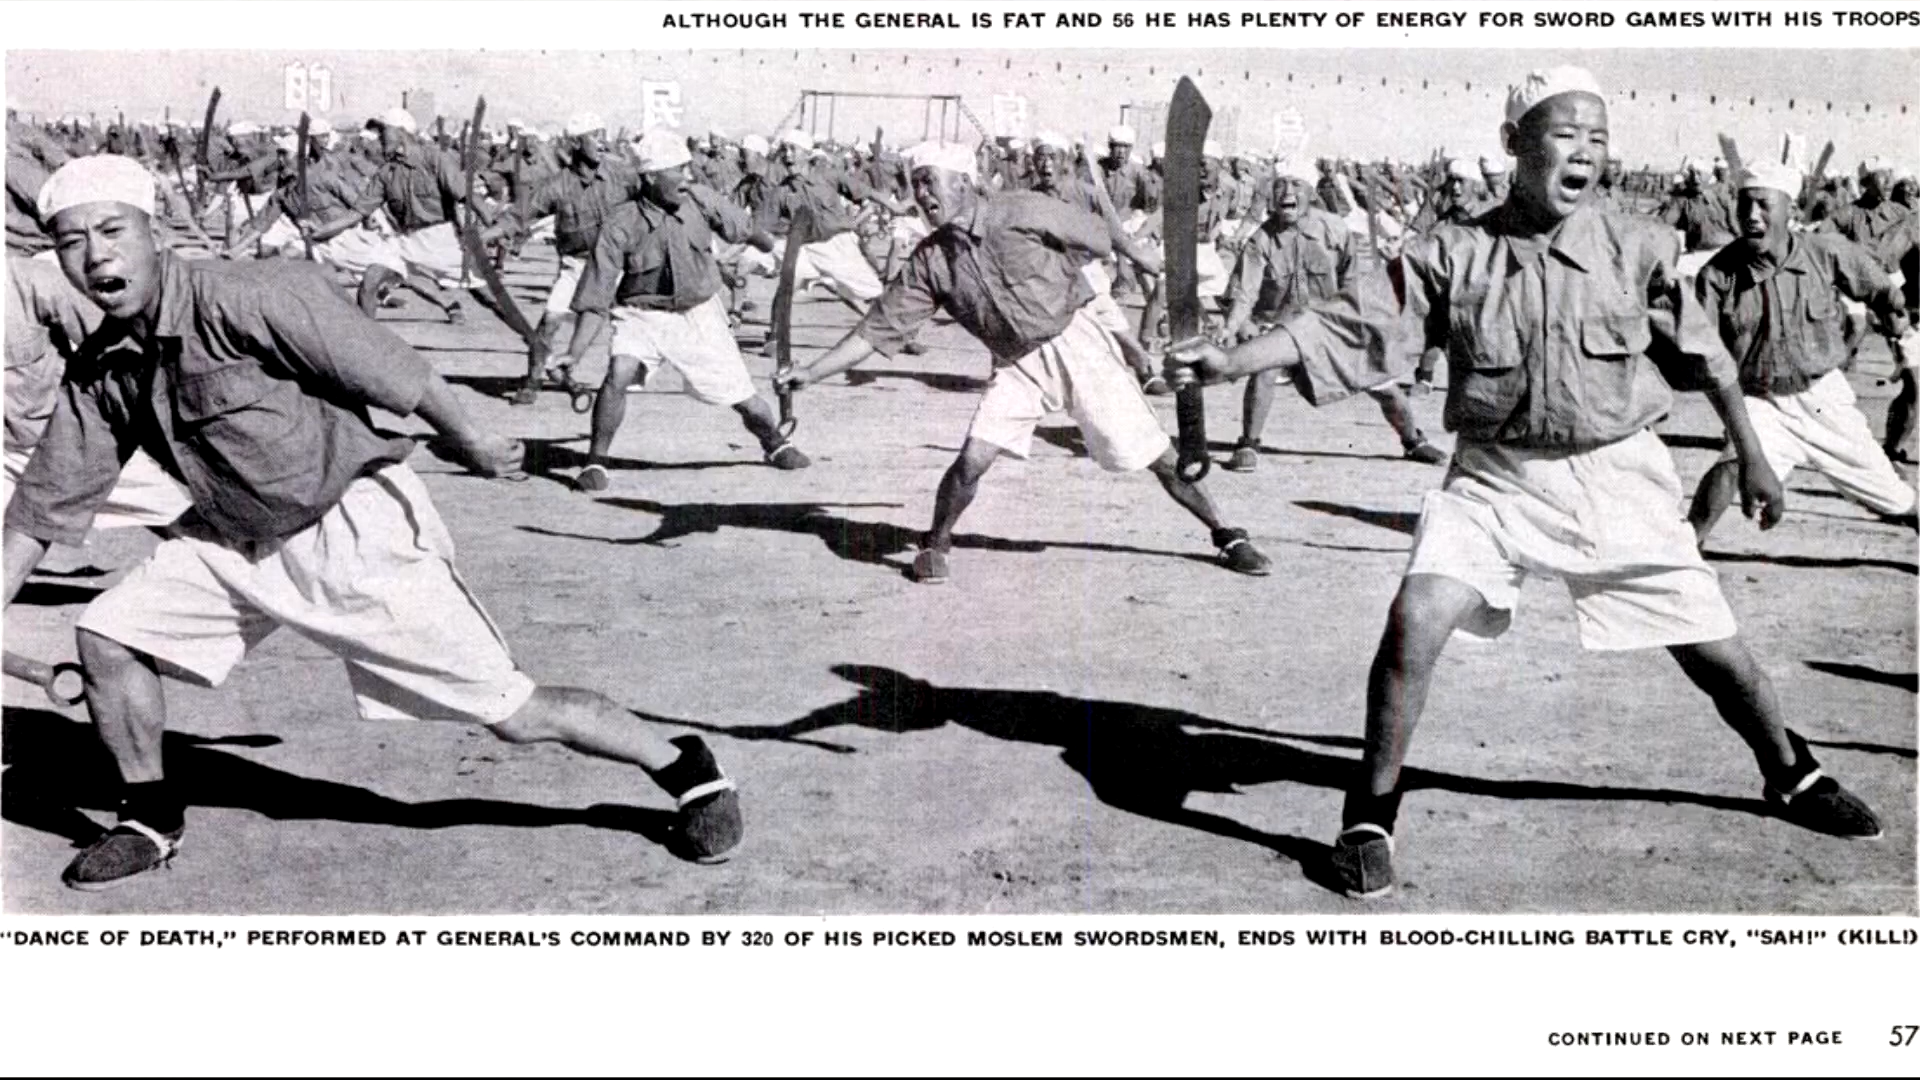 ALTHOUGH THE GENERAL IS FAT AND 56 HE HAS PLENTY OF ENERGY FOR SWORD GAMES WITH HIS TROOPS
的 民
"DANCE OF DEATH," PERFORMED AT GENERAL'S COMMAND BY 320 OF HIS PICKED MOSLEM SWORDSMEN, ENDS WITH BLOOD-CHILLING BATTLE CRY, "SAH!" (KILL!)
CONTINUED ON NEXT PAGE 57